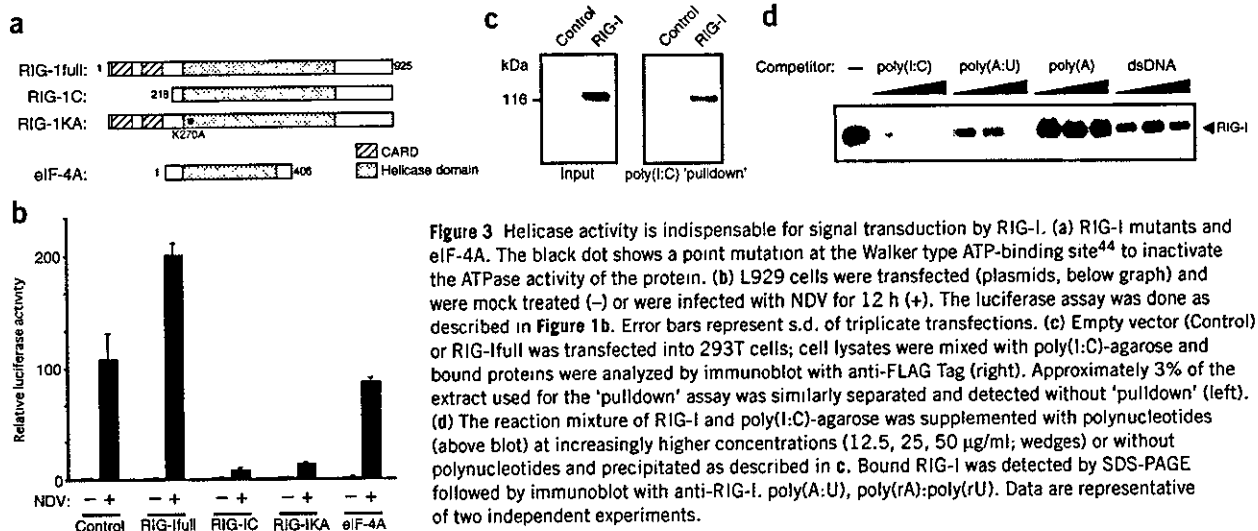 a
RIG-1full: 1 925
RIG-1C: 218
RIG-1KA:
K270A
CARD
eIF-4A: 1 406
Helicase domain
b
Relative luciferase activity
200
100
0
NDV: – + – + – + – + – +
Control RIG-Ifull RIG-IC RIG-IKA eIF-4A
c
Control RIG-I Control RIG-I
kDa
116
Input poly(I:C) 'pulldown'
d
Competitor: – poly(I:C) poly(A:U) poly(A) dsDNA
RIG-I
Figure 3 Helicase activity is indispensable for signal transduction by RIG-I. (a) RIG-I mutants and
eIF-4A. The black dot shows a point mutation at the Walker type ATP-binding site44 to inactivate
the ATPase activity of the protein. (b) L929 cells were transfected (plasmids, below graph) and
were mock treated (–) or were infected with NDV for 12 h (+). The luciferase assay was done as
described in Figure 1b. Error bars represent s.d. of triplicate transfections. (c) Empty vector (Control)
or RIG-Ifull was transfected into 293T cells; cell lysates were mixed with poly(I:C)-agarose and
bound proteins were analyzed by immunoblot with anti-FLAG Tag (right). Approximately 3% of the
extract used for the 'pulldown' assay was similarly separated and detected without 'pulldown' (left).
(d) The reaction mixture of RIG-I and poly(I:C)-agarose was supplemented with polynucleotides
(above blot) at increasingly higher concentrations (12.5, 25, 50 μg/ml; wedges) or without
polynucleotides and precipitated as described in c. Bound RIG-I was detected by SDS-PAGE
followed by immunoblot with anti-RIG-I. poly(A:U), poly(rA):poly(rU). Data are representative
of two independent experiments.